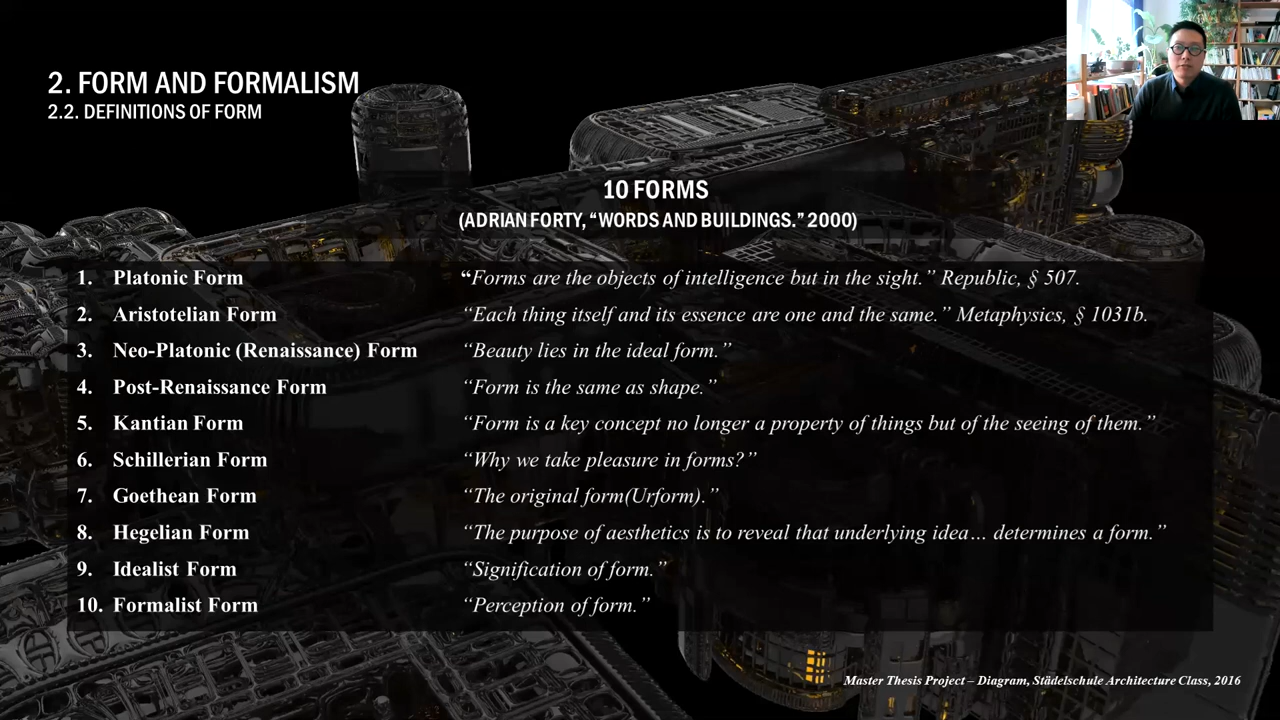 2. FORM AND FORMALISM
2.2. DEFINITIONS OF FORM
10 FORMS
(ADRIAN FORTY, “WORDS AND BUILDINGS.” 2000)
1. Platonic Form “Forms are the objects of intelligence but in the sight.” Republic, § 507.
2. Aristotelian Form “Each thing itself and its essence are one and the same.” Metaphysics, § 1031b.
3. Neo-Platonic (Renaissance) Form “Beauty lies in the ideal form.”
4. Post-Renaissance Form “Form is the same as shape.”
5. Kantian Form “Form is a key concept no longer a property of things but of the seeing of them.”
6. Schillerian Form “Why we take pleasure in forms?”
7. Goethean Form “The original form(Urform).”
8. Hegelian Form “The purpose of aesthetics is to reveal that underlying idea… determines a form.”
9. Idealist Form “Signification of form.”
10. Formalist Form “Perception of form.”
Master Thesis Project – Diagram, Städelschule Architecture Class, 2016